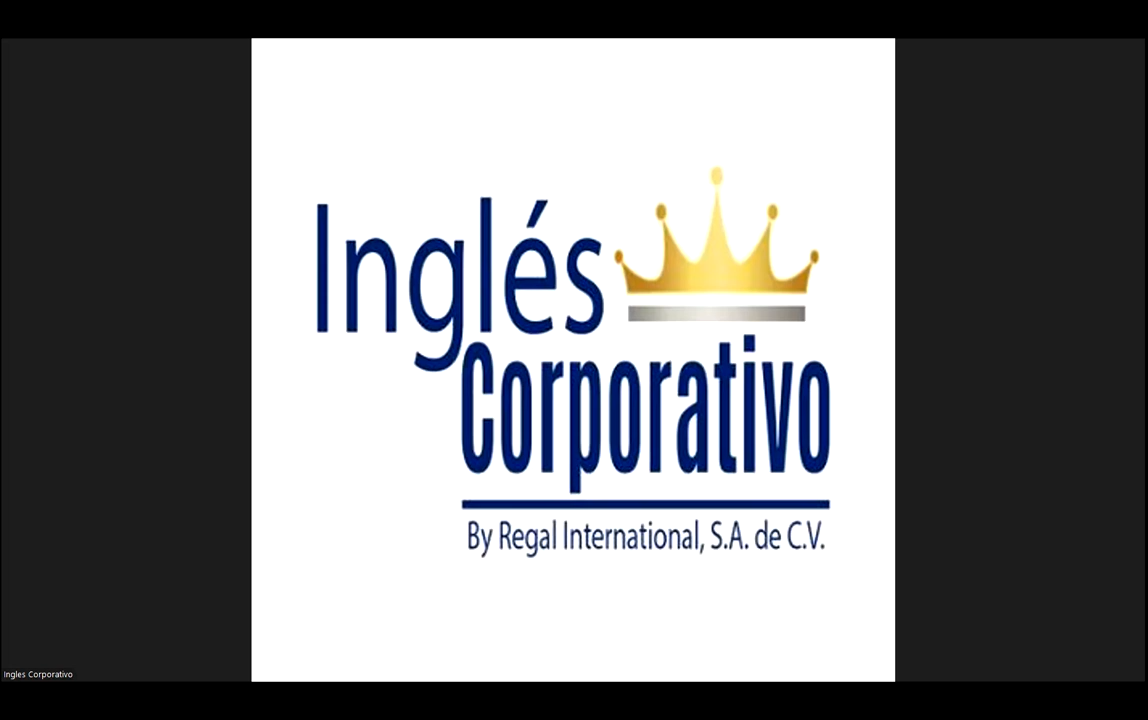 Inglés
Corporativo
By Regal International, S.A. de C.V.
Ingles Corporativo